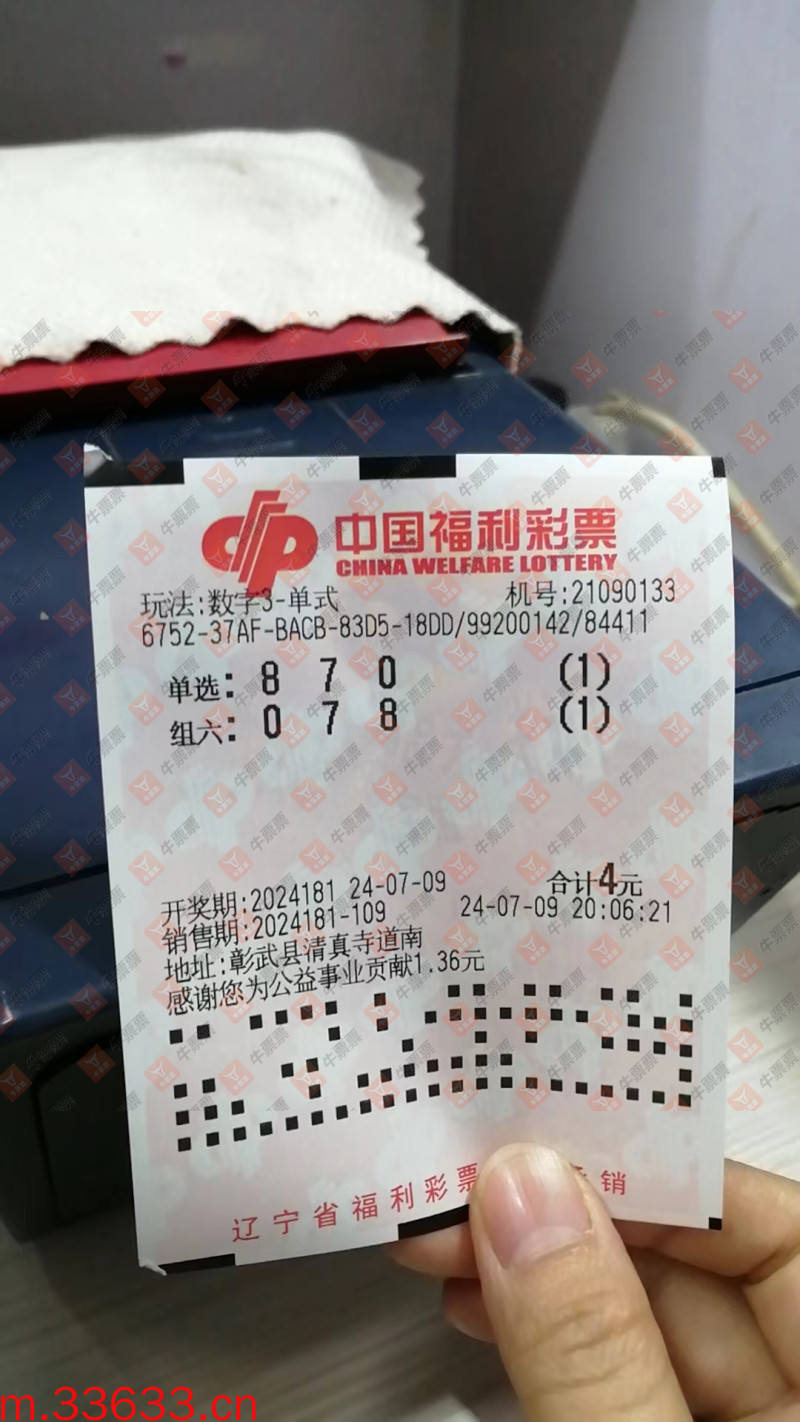 中国福利彩票
CHINA WELFARE LOTTERY
玩法:数字3-单式 机号:21090133
6752-37AF-BACB-83D5-18DD/99200142/84411
单选: 8 7 0 (1)
组六: 0 7 8 (1)
开奖期:2024181 24-07-09 合计4元
销售期:2024181-109 24-07-09 20:06:21
地址:彰武县清真寺道南
感谢您为公益事业贡献1.36元
辽宁省福利彩票 销
牛票票
m.33633.cn